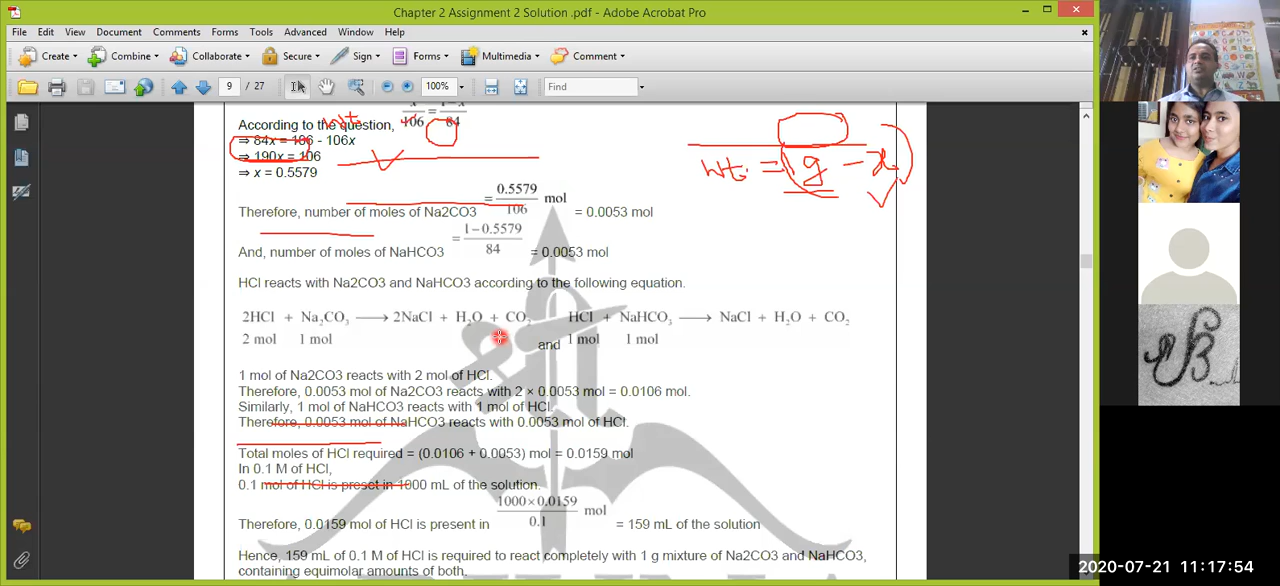 Chapter 2 Assignment 2 Solution .pdf - Adobe Acrobat Pro
File Edit View Document Comments Forms Tools Advanced Window Help
Create Combine Collaborate Secure Sign Forms Multimedia Comment
9 / 27 100% Find
According to the question,
106 84
⇒ 84x = 106 - 106x
⇒ 190x = 106
⇒ x = 0.5579
wt. = 1g - x
Therefore, number of moles of Na2CO3 = 0.5579 / 106 mol = 0.0053 mol
And, number of moles of NaHCO3 = 1 – 0.5579 / 84 = 0.0053 mol
HCl reacts with Na2CO3 and NaHCO3 according to the following equation.
2HCl + Na₂CO₃ ⟶ 2NaCl + H₂O + CO₂ HCl + NaHCO₃ ⟶ NaCl + H₂O + CO₂
2 mol 1 mol and 1 mol 1 mol
1 mol of Na2CO3 reacts with 2 mol of HCl.
Therefore, 0.0053 mol of Na2CO3 reacts with 2 × 0.0053 mol = 0.0106 mol.
Similarly, 1 mol of NaHCO3 reacts with 1 mol of HCl.
Therefore, 0.0053 mol of NaHCO3 reacts with 0.0053 mol of HCl.
Total moles of HCl required = (0.0106 + 0.0053) mol = 0.0159 mol
In 0.1 M of HCl,
0.1 mol of HCl is preset in 1000 mL of the solution.
Therefore, 0.0159 mol of HCl is present in 1000 × 0.0159 / 0.1 mol = 159 mL of the solution
Hence, 159 mL of 0.1 M of HCl is required to react completely with 1 g mixture of Na2CO3 and NaHCO3,
containing equimolar amounts of both.
2020-07-21 11:17:54